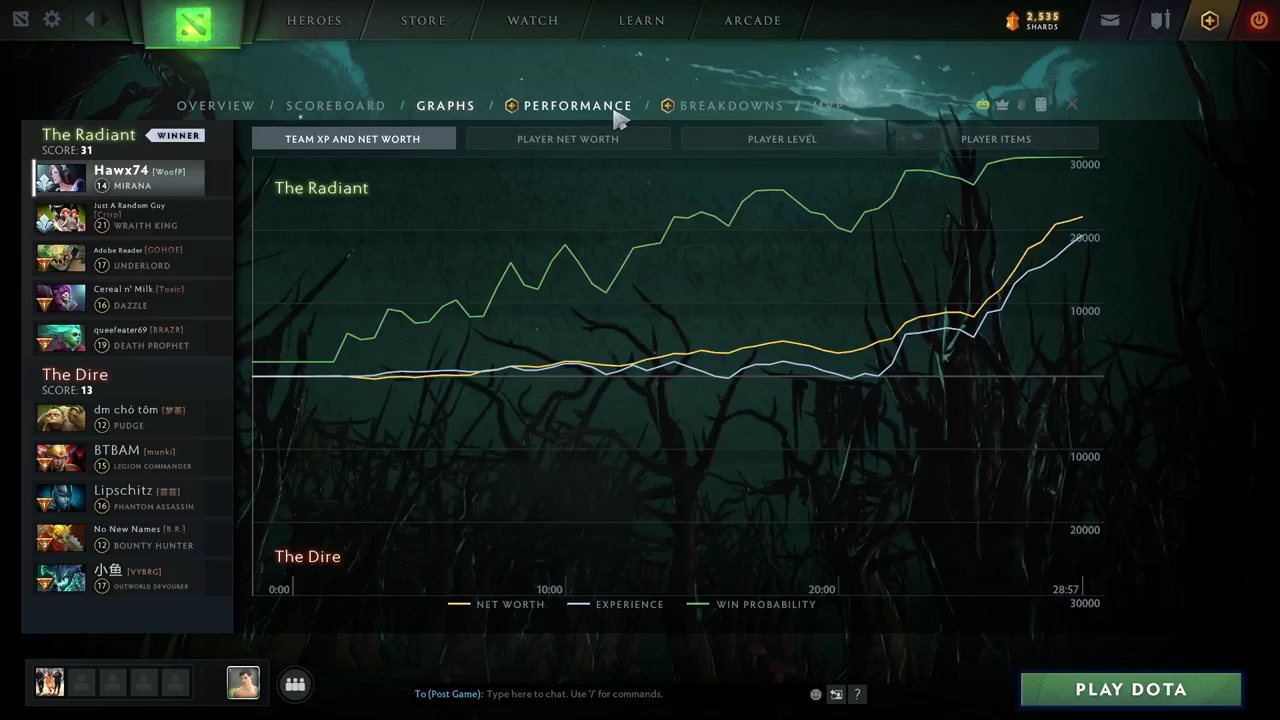 HEROES
STORE
WATCH
LEARN
ARCADE
2,535
SHARDS
OVERVIEW / SCOREBOARD / GRAPHS / PERFORMANCE / BREAKDOWNS / MVP
The Radiant
WINNER
SCORE: 31
Hawx74 [WoofP]
14 MIRANA
Just A Random Guy
[Crisp]
21 WRAITH KING
Adobe Reader [GOHOE]
17 UNDERLORD
Cereal n' Milk [Toxic]
16 DAZZLE
queefeater69 [BRAZR]
19 DEATH PROPHET
The Dire
SCORE: 13
dm chó tôm [梦茶]
12 PUDGE
BTBAM [munki]
15 LEGION COMMANDER
Lipschitz [芸芸]
16 PHANTOM ASSASSIN
No New Names [B.R.]
12 BOUNTY HUNTER
小鱼 [VYBRG]
17 OUTWORLD DEVOURER
TEAM XP AND NET WORTH
PLAYER NET WORTH
PLAYER LEVEL
PLAYER ITEMS
The Radiant
30000
20000
10000
10000
20000
30000
The Dire
0:00
10:00
20:00
28:57
NET WORTH
EXPERIENCE
WIN PROBABILITY
To (Post Game): Type here to chat. Use '/' for commands.
?
PLAY DOTA